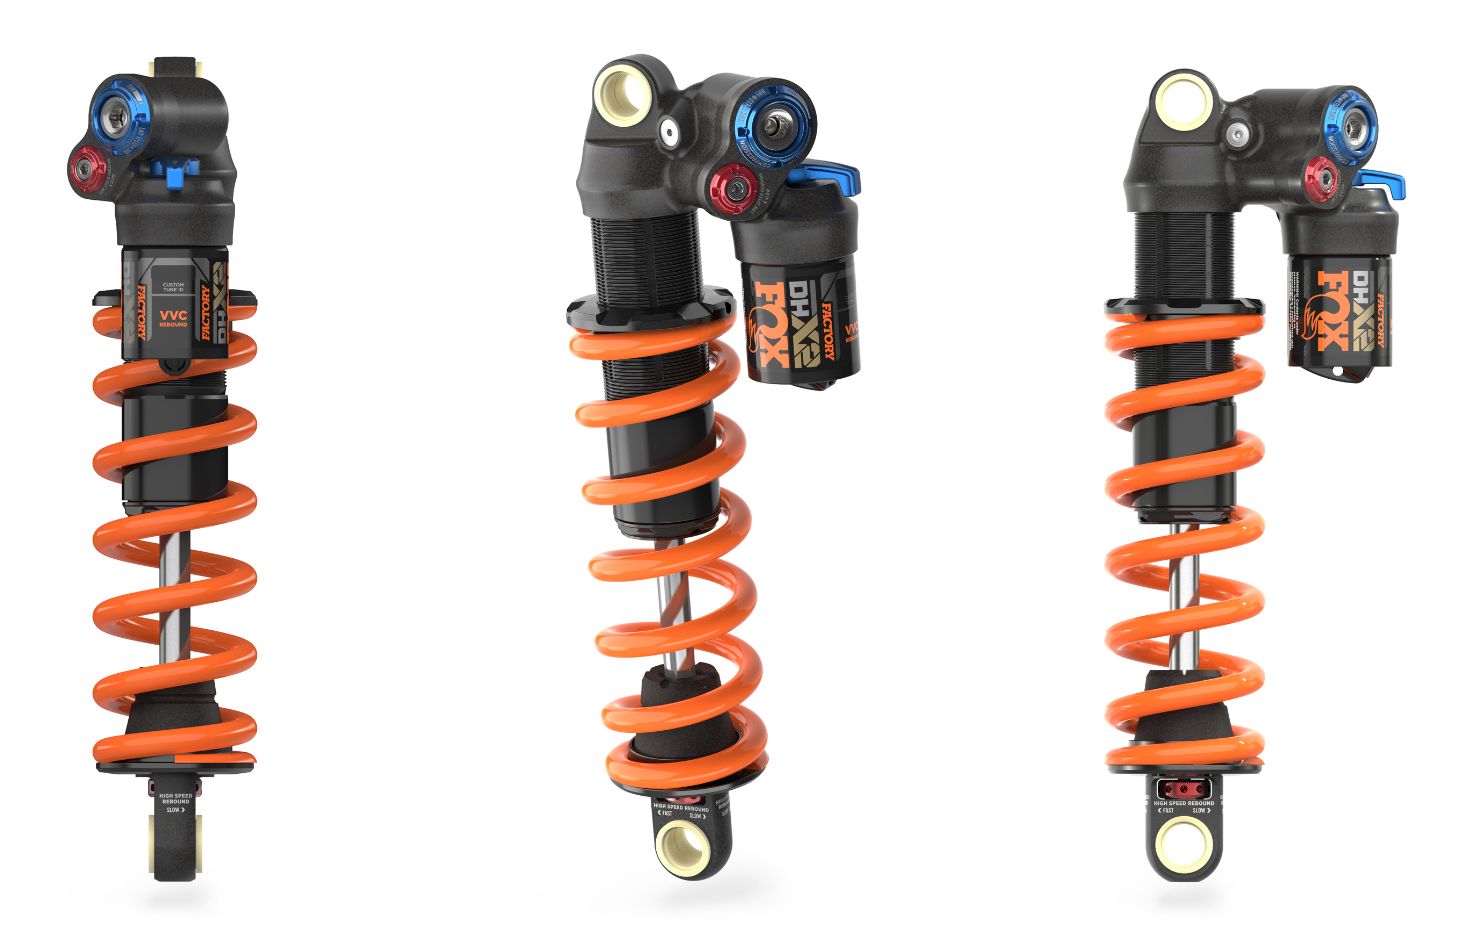 CUSTOM
TUNE ID
VVC
REBOUND
FACTORY
FACTORY
DHX2
HIGH SPEED
REBOUND
SLOW >
FOX
DHX2
FACTORY
VVC
HIGH SPEED REBOUND
< FAST SLOW >
FOX
DHX2
FACTORY
HIGH SPEED REBOUND
< FAST SLOW >